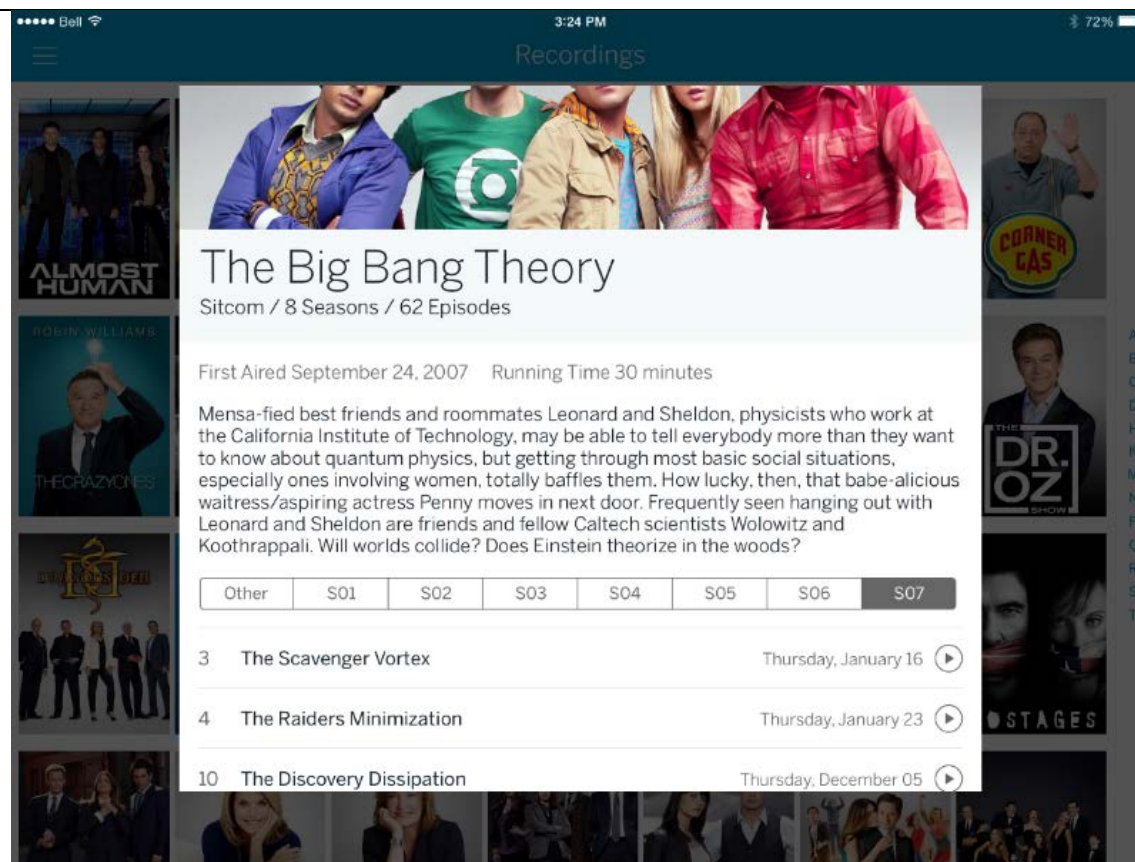 Bell
3:24 PM
72%
Recordings
ALMOST
HUMAN
CORNER
GAS
The Big Bang Theory
Sitcom / 8 Seasons / 62 Episodes
ROBIN WILLIAMS
THECRAZYONES
THE
DR.
OZ
SHOW
First Aired September 24, 2007 Running Time 30 minutes
Mensa-fied best friends and roommates Leonard and Sheldon, physicists who work at
the California Institute of Technology, may be able to tell everybody more than they want
to know about quantum physics, but getting through most basic social situations,
especially ones involving women, totally baffles them. How lucky, then, that babe-alicious
waitress/aspiring actress Penny moves in next door. Frequently seen hanging out with
Leonard and Sheldon are friends and fellow Caltech scientists Wolowitz and
Koothrappali. Will worlds collide? Does Einstein theorize in the woods?
Other S01 S02 S03 S04 S05 S06 S07
3 The Scavenger Vortex Thursday, January 16
4 The Raiders Minimization Thursday, January 23
OSTAGES
10 The Discovery Dissipation Thursday, December 05